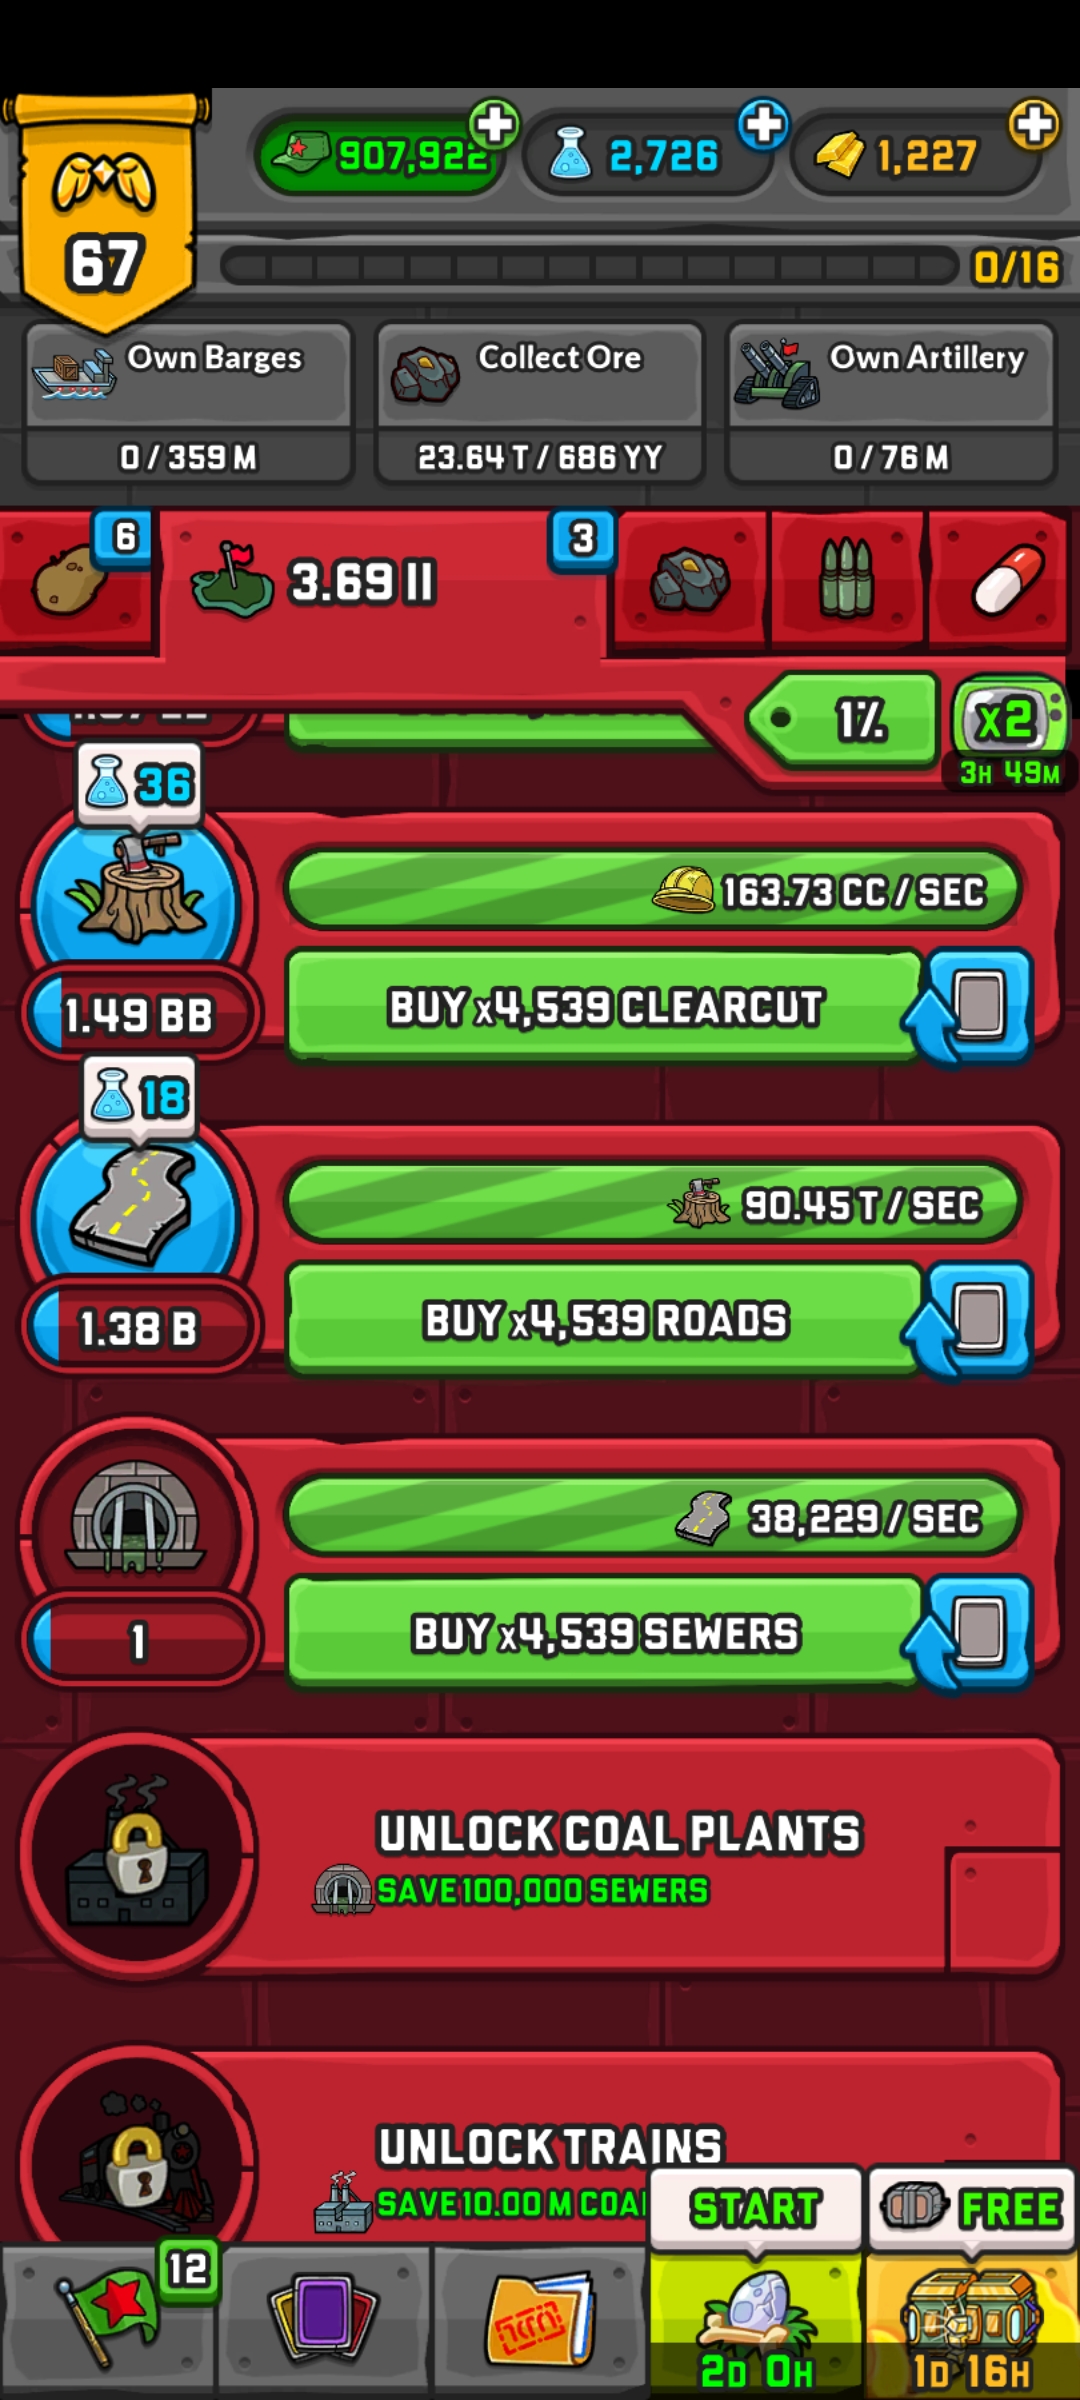 907,922
2,726
1,227
67
0/16
Own Barges
Collect Ore
Own Artillery
0 / 359 M
23.64 T / 686 YY
0 / 76 M
6
3.69 II
3
1%
x2
3H 49M
36
163.73 CC / SEC
BUY x4,539 CLEARCUT
1.49 BB
18
90.45 T / SEC
BUY x4,539 ROADS
1.38 B
38,229 / SEC
BUY x4,539 SEWERS
1
UNLOCK COAL PLANTS
SAVE 100,000 SEWERS
UNLOCK TRAINS
SAVE 10.00 M COAL
START
FREE
12
2D 0H
1D 16H